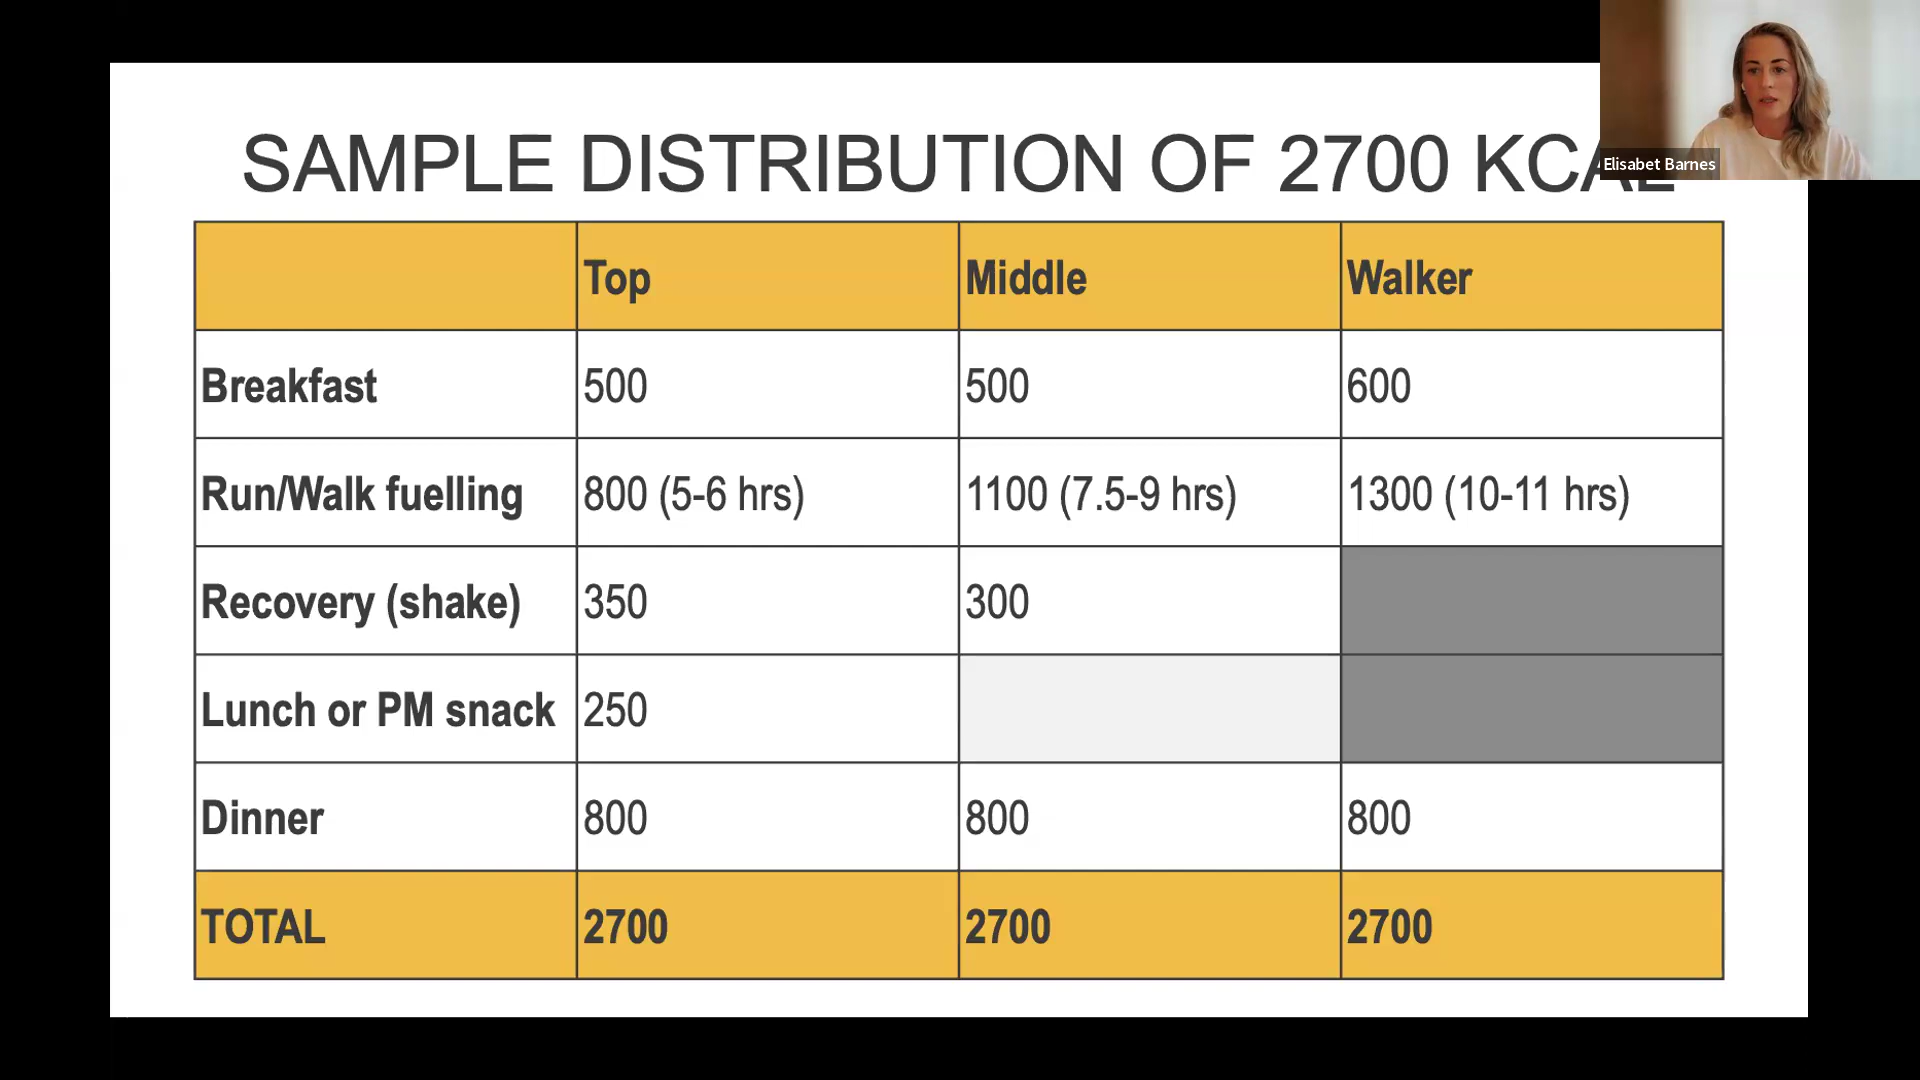 SAMPLE DISTRIBUTION OF 2700 KCAL
Elisabet Barnes
Top Middle Walker
Breakfast 500 500 600
Run/Walk fuelling 800 (5-6 hrs) 1100 (7.5-9 hrs) 1300 (10-11 hrs)
Recovery (shake) 350 300
Lunch or PM snack 250
Dinner 800 800 800
TOTAL 2700 2700 2700